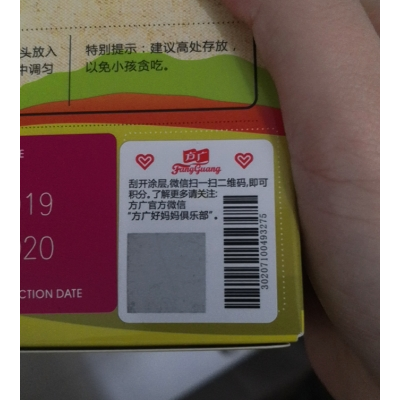 头放入
中调匀
特别提示：建议高处存放，
以免小孩贪吃。
方广
FangGuang
刮开涂层,微信扫一扫二维码,即可
积分。了解更多请关注:
方广官方微信
"方广好妈妈俱乐部"。
19
20
CTION DATE
30207100493275